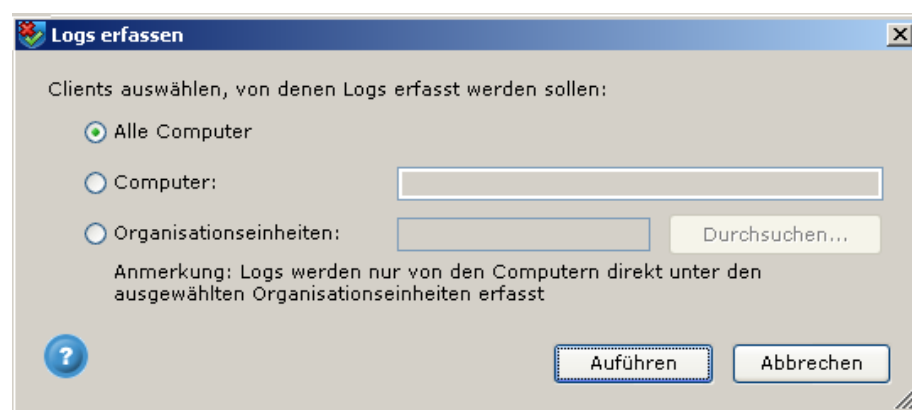 Logs erfassen
Clients auswählen, von denen Logs erfasst werden sollen:
Alle Computer
Computer:
Organisationseinheiten:
Durchsuchen...
Anmerkung: Logs werden nur von den Computern direkt unter den
ausgewählten Organisationseinheiten erfasst
?
Auführen
Abbrechen